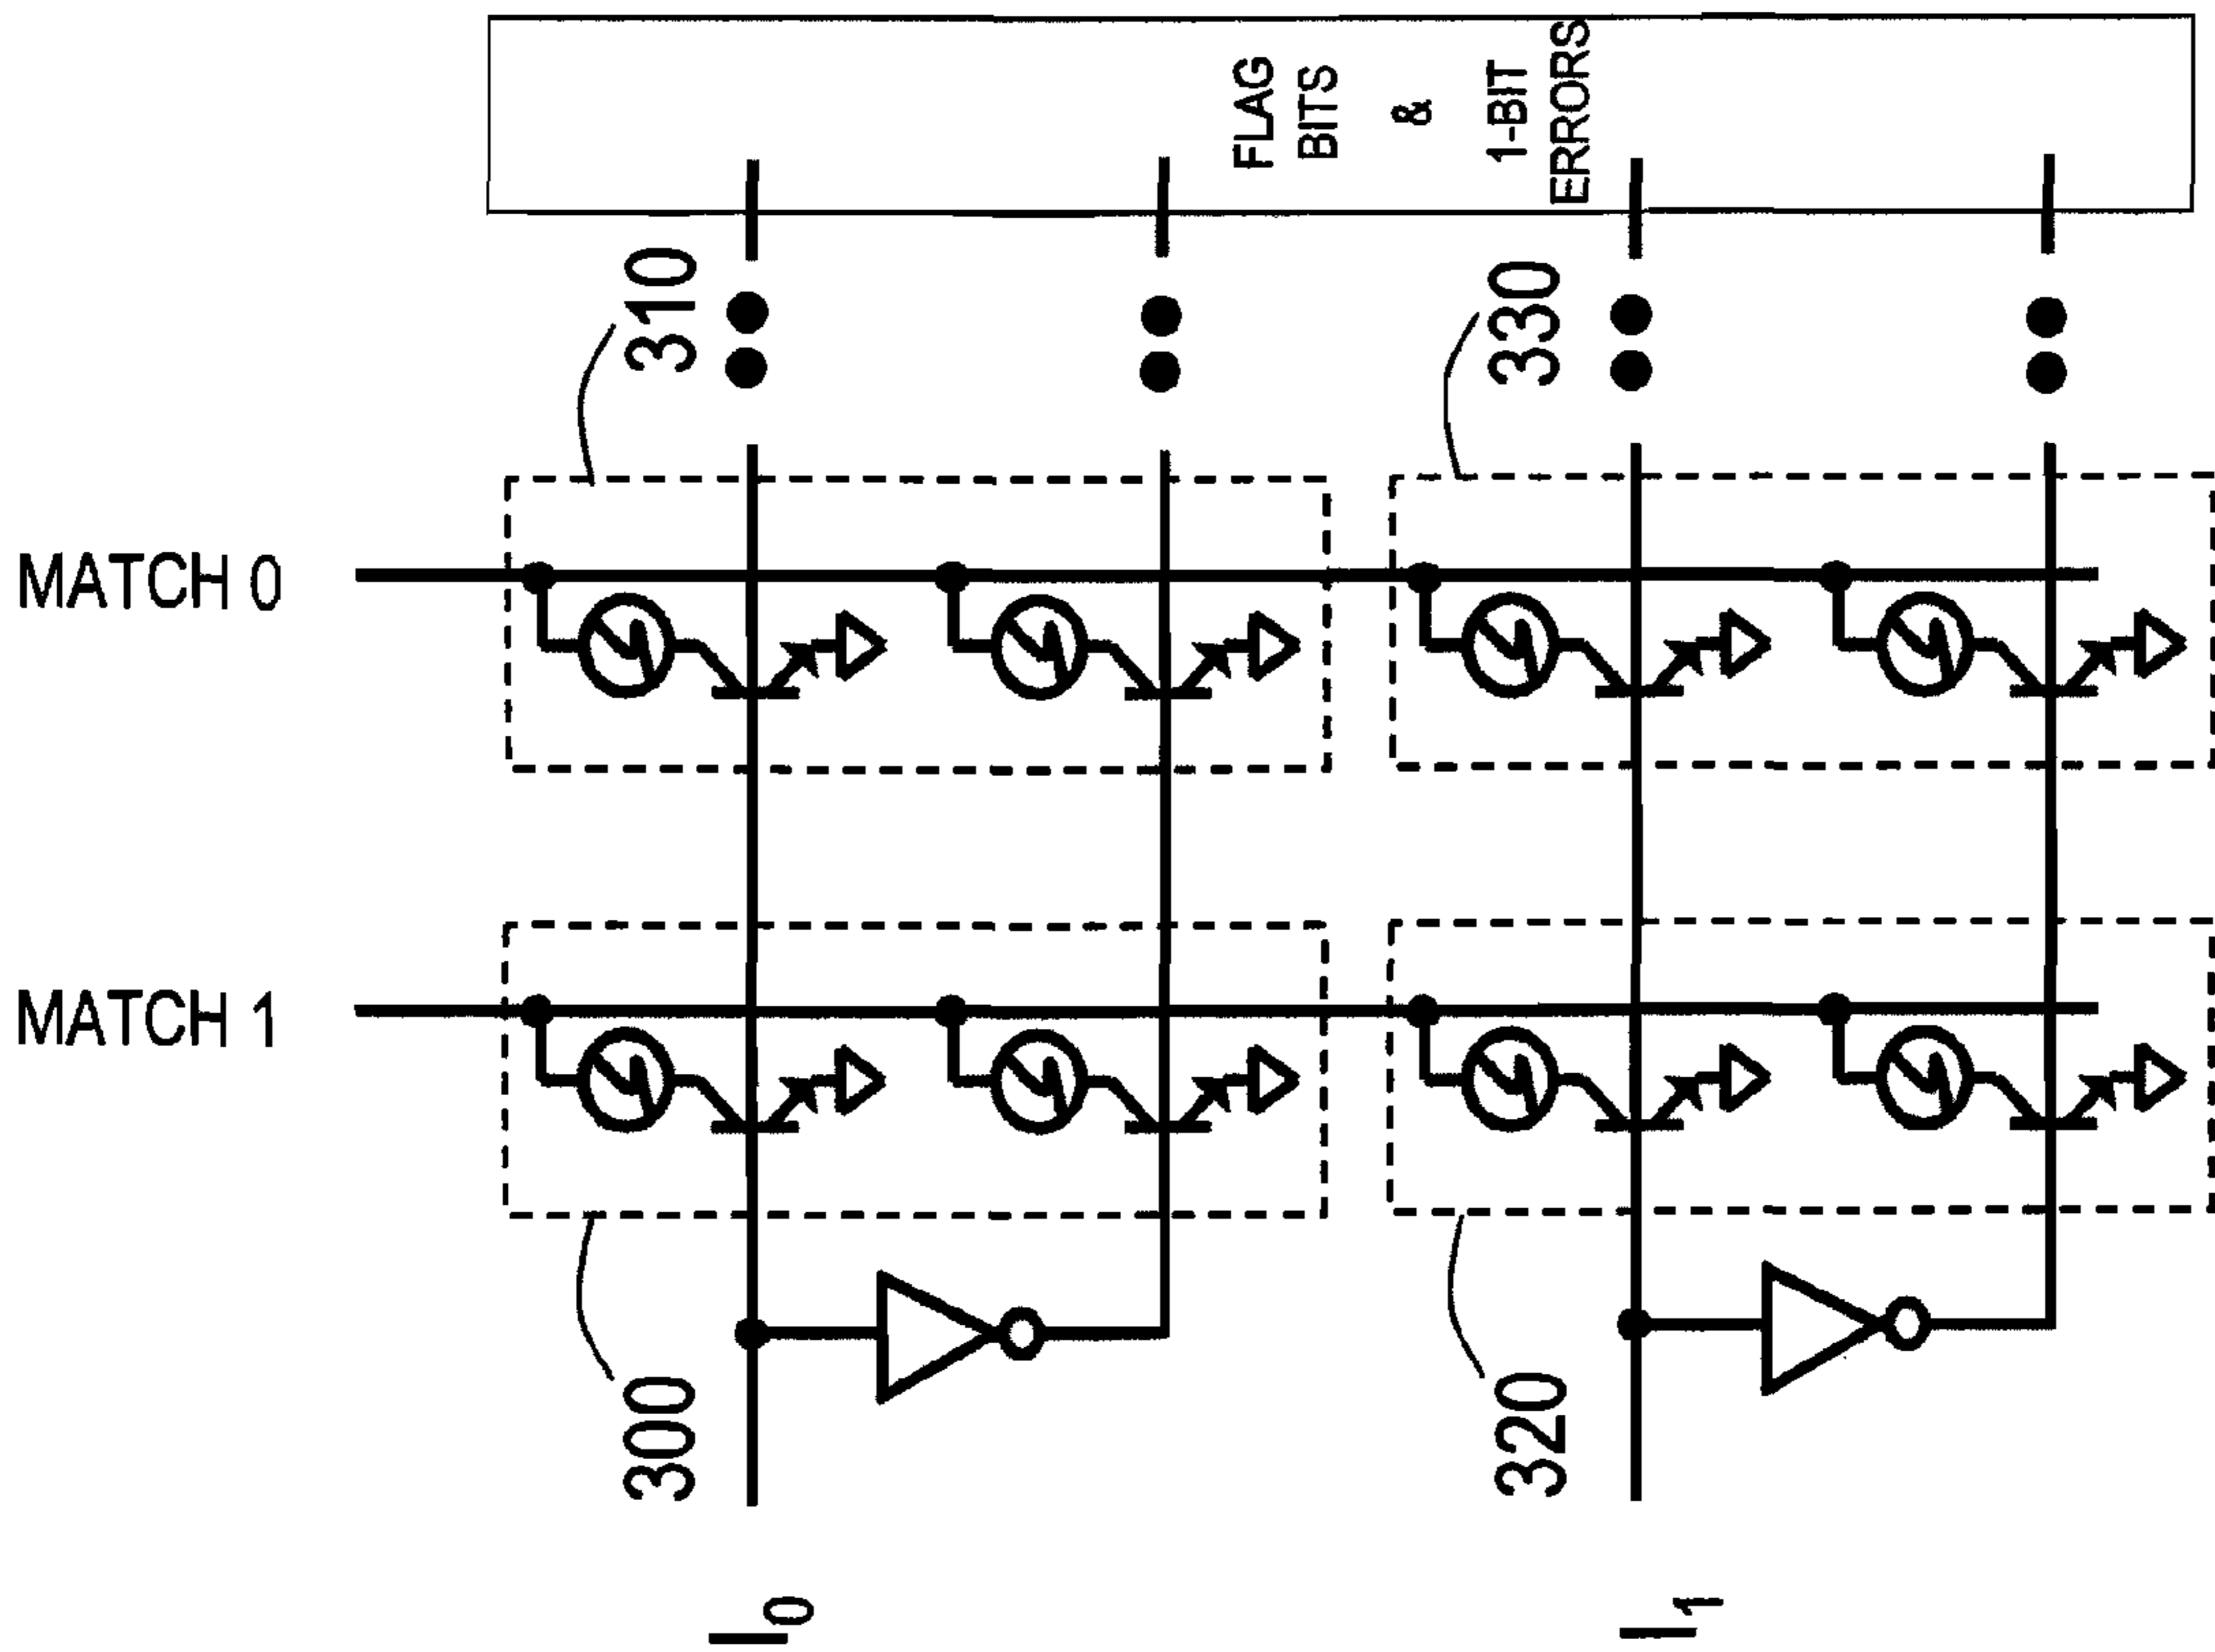 FLAG
BITS
&
1-BIT
ERRORS
310
330
MATCH 0
MATCH 1
300
320
I0
I1